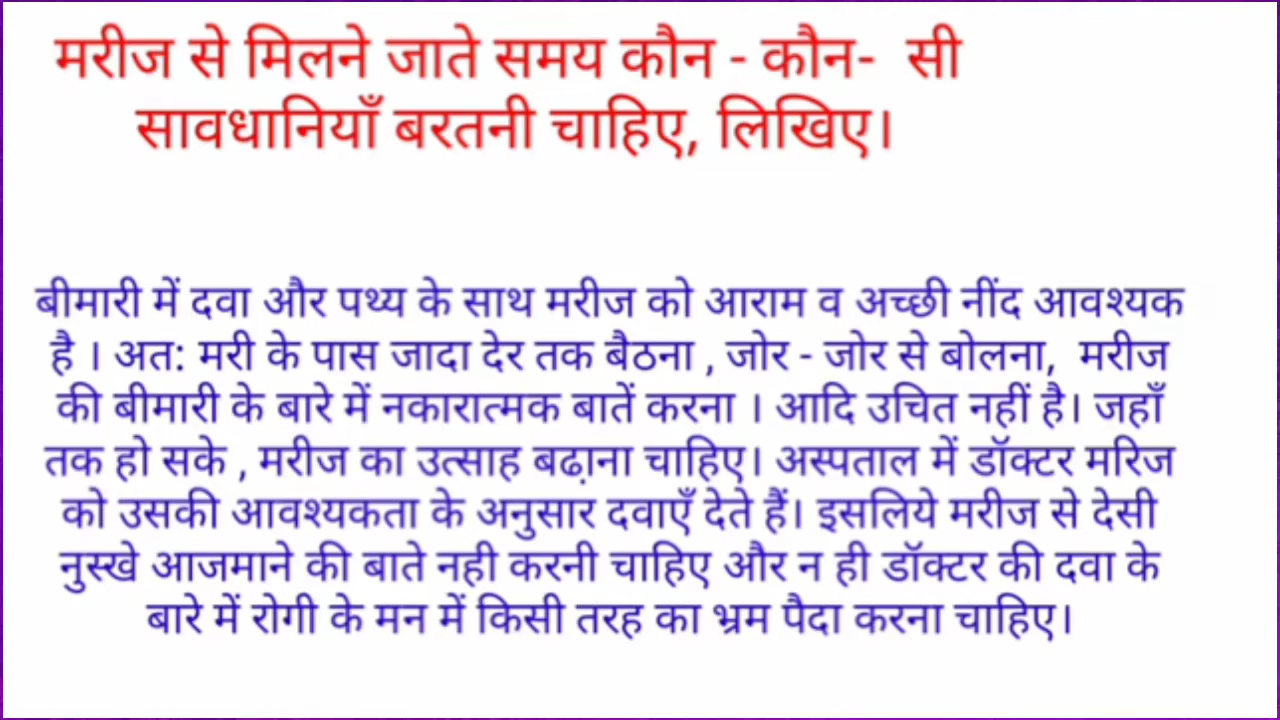 मरीज से मिलने जाते समय कौन - कौन- सी
सावधानियाँ बरतनी चाहिए, लिखिए।
बीमारी में दवा और पथ्य के साथ मरीज को आराम व अच्छी नींद आवश्यक
है । अत: मरी के पास जादा देर तक बैठना , जोर - जोर से बोलना, मरीज
की बीमारी के बारे में नकारात्मक बातें करना । आदि उचित नहीं है। जहाँ
तक हो सके , मरीज का उत्साह बढा़ना चाहिए। अस्पताल में डॉक्टर मरिज
को उसकी आवश्यकता के अनुसार दवाएँ देते हैं। इसलिये मरीज से देसी
नुस्खे आजमाने की बाते नही करनी चाहिए और न ही डॉक्टर की दवा के
बारे में रोगी के मन में किसी तरह का भ्रम पैदा करना चाहिए।